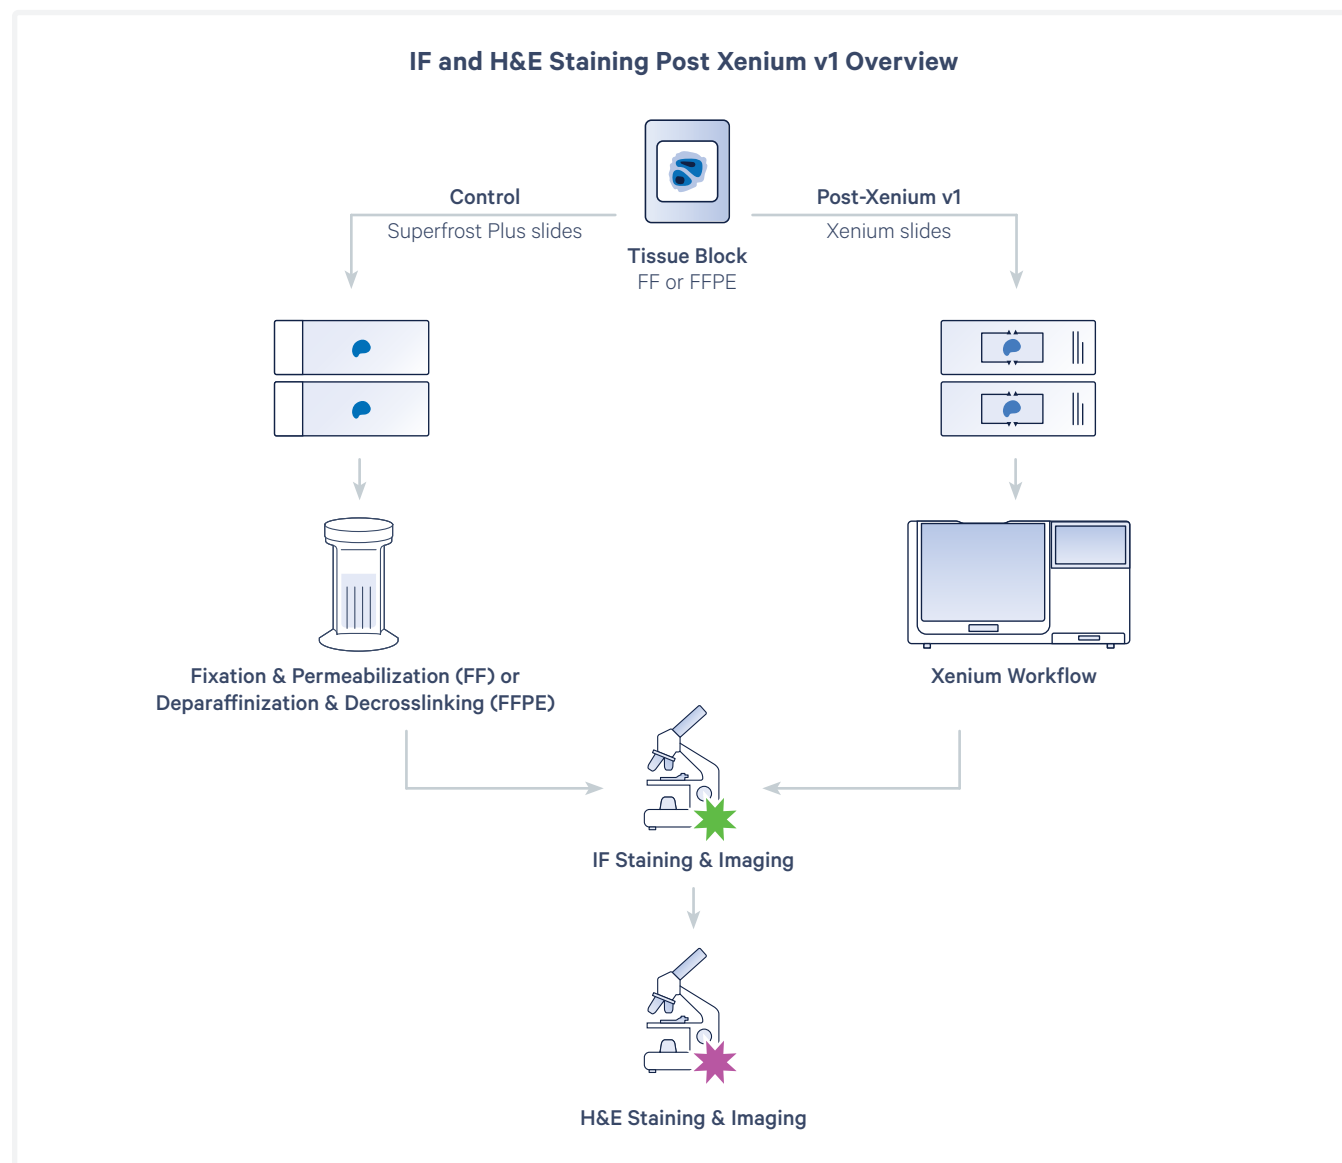 IF and H&E Staining Post Xenium v1 Overview
Control
Superfrost Plus slides
Tissue Block
FF or FFPE
Post-Xenium v1
Xenium slides
Fixation & Permeabilization (FF) or
Deparaffinization & Decrosslinking (FFPE)
Xenium Workflow
IF Staining & Imaging
H&E Staining & Imaging